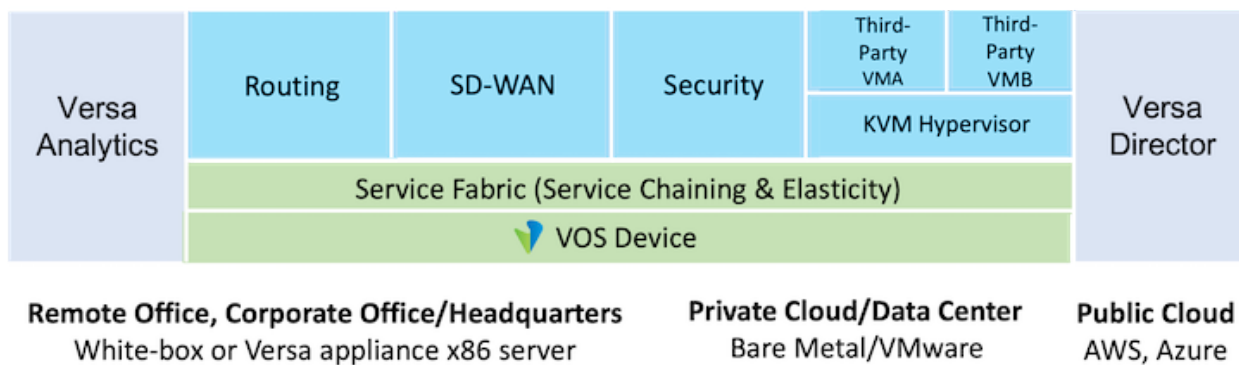 Versa
Analytics
Routing
SD-WAN
Security
Third-
Party
VMA
Third-
Party
VMB
KVM Hypervisor
Versa
Director
Service Fabric (Service Chaining & Elasticity)
VOS Device
Remote Office, Corporate Office/Headquarters
White-box or Versa appliance x86 server
Private Cloud/Data Center
Bare Metal/VMware
Public Cloud
AWS, Azure